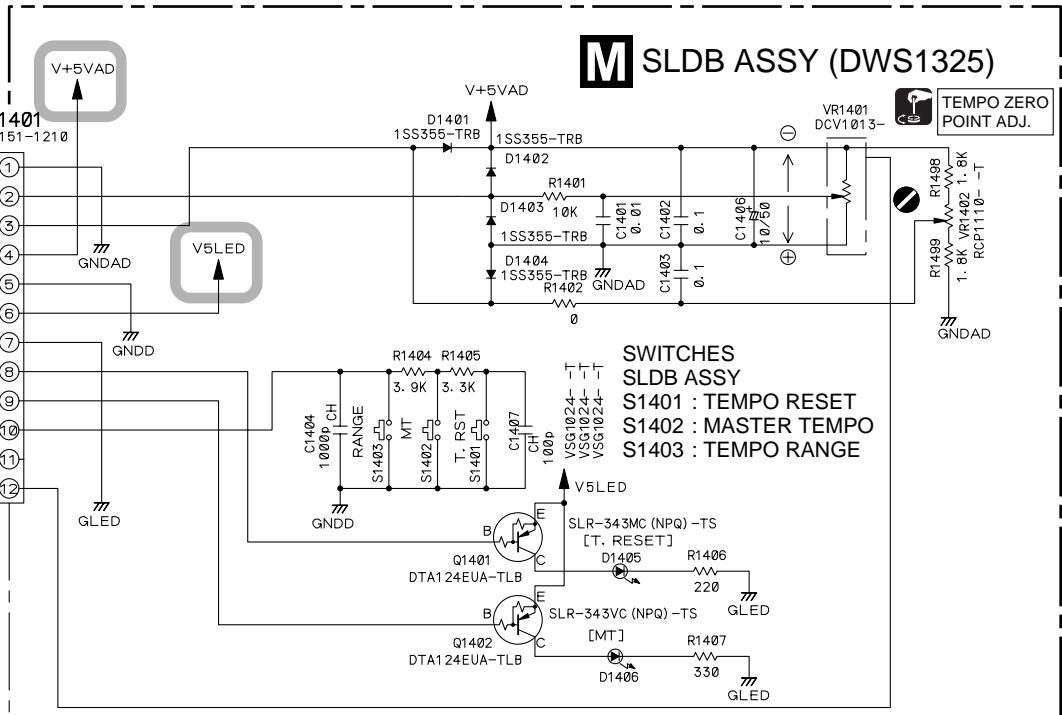 M SLDB ASSY (DWS1325)
V+5VAD
1401
151-1210
V+5VAD
VR1401
DCV1013-
TEMPO ZERO
POINT ADJ.
D1401
1SS355-TRB
1SS355-TRB
D1402
R1401
10K
D1403
1SS355-TRB
D1404
1SS355-TRB
R1402
0
C1401
0.01
C1402
0.1
C1403
0.1
C1406
10/50
+
−
+
GNDAD
R1498
1.8K
VR1402
RCP1110- -T
R1499
1.8K
GNDAD
1
2
3
4
5
6
7
8
9
10
11
12
GNDAD
V5LED
GNDD
GLED
R1404
3.9K
R1405
3.3K
C1404
1000p
CH
RANGE
S1403
MT
S1402
T. RST
S1401
C1407
CH
100p
GNDD
VSG1024- -T
VSG1024- -T
VSG1024- -T
SWITCHES
SLDB ASSY
S1401 : TEMPO RESET
S1402 : MASTER TEMPO
S1403 : TEMPO RANGE
V5LED
B
E
C
Q1401
DTA124EUA-TLB
SLR-343MC(NPQ)-TS
[T. RESET]
D1405
R1406
220
GLED
B
E
C
Q1402
DTA124EUA-TLB
SLR-343VC(NPQ)-TS
[MT]
D1406
R1407
330
GLED